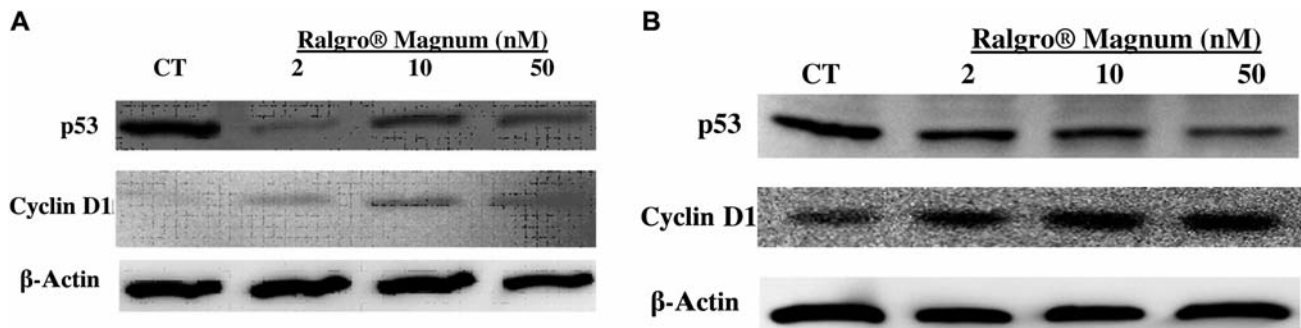 A
Ralgro® Magnum (nM)
CT 2 10 50
p53
Cyclin D1
β-Actin
B
Ralgro® Magnum (nM)
CT 2 10 50
p53
Cyclin D1
β-Actin